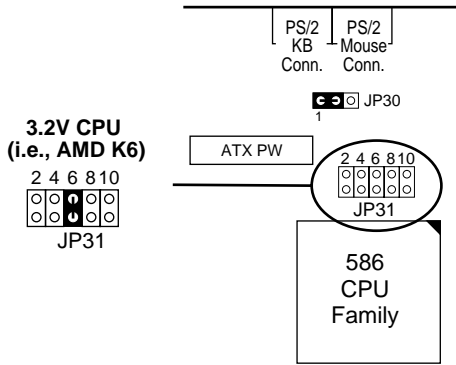 PS/2 PS/2
KB Mouse
Conn. Conn.
JP30
1
3.2V CPU
(i.e., AMD K6)
2 4 6 8 10
JP31
ATX PW
2 4 6 8 10
JP31
586
CPU
Family